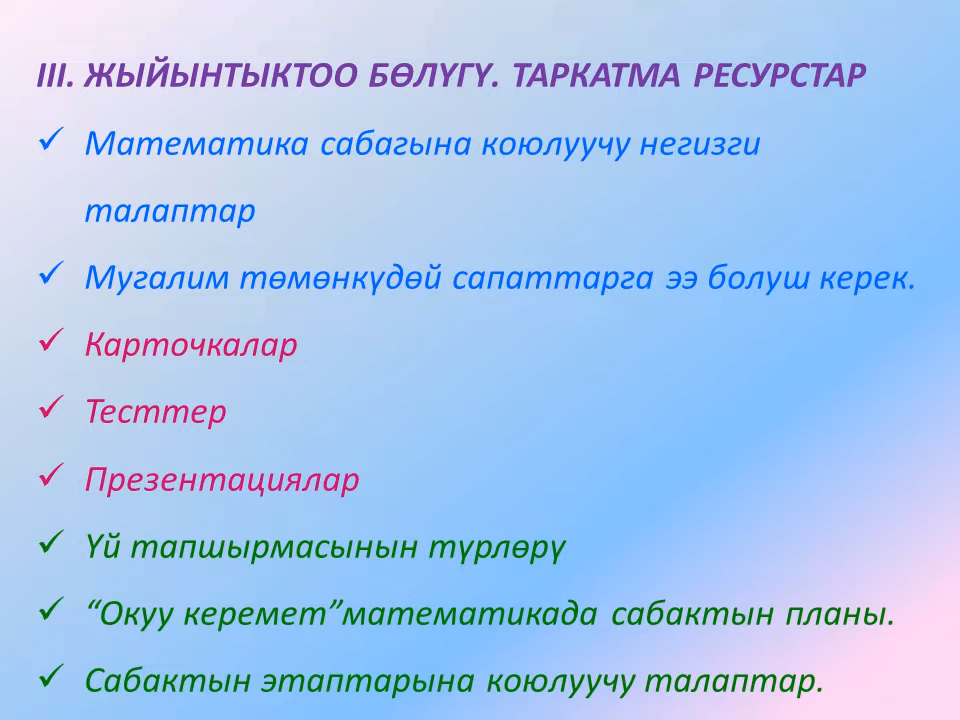 III. ЖЫЙЫНТЫКТОО БӨЛҮГҮ. ТАРКАТМА РЕСУРСТАР
✓ Математика сабагына коюлуучу негизги
талаптар
✓ Мугалим төмөнкүдөй сапаттарга ээ болуш керек.
✓ Карточкалар
✓ Тесттер
✓ Презентациялар
✓ Үй тапшырмасынын түрлөрү
✓ “Окуу керемет”математикада сабактын планы.
✓ Сабактын этаптарына коюлуучу талаптар.